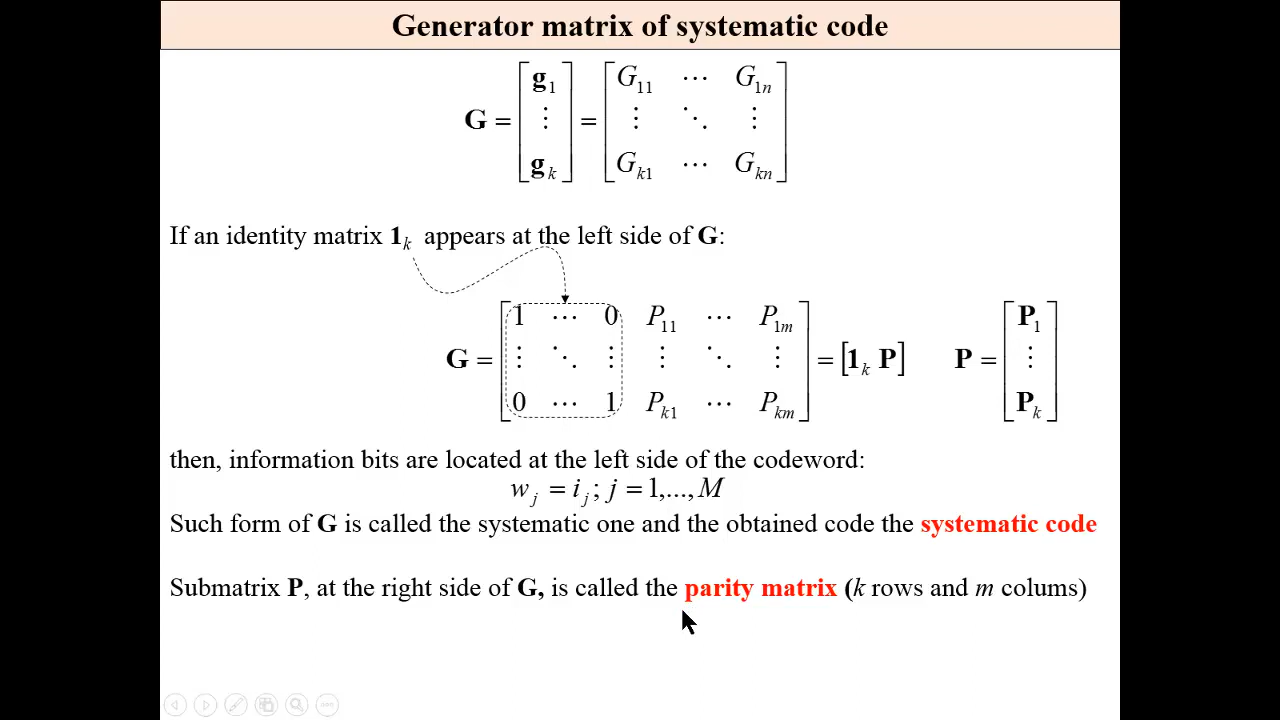 Generator matrix of systematic code
G = [g1 ⋮ gk] = [G11 ⋯ G1n ⋮ ⋱ ⋮ Gk1 ⋯ Gkn]
If an identity matrix 1k appears at the left side of G:
G = [1 ⋯ 0 P11 ⋯ P1m ⋮ ⋱ ⋮ ⋮ ⋱ ⋮ 0 ⋯ 1 Pk1 ⋯ Pkm] = [1k P] P = [P1 ⋮ Pk]
then, information bits are located at the left side of the codeword:
wj = ij; j = 1,..., M
Such form of G is called the systematic one and the obtained code the systematic code
Submatrix P, at the right side of G, is called the parity matrix (k rows and m colums)